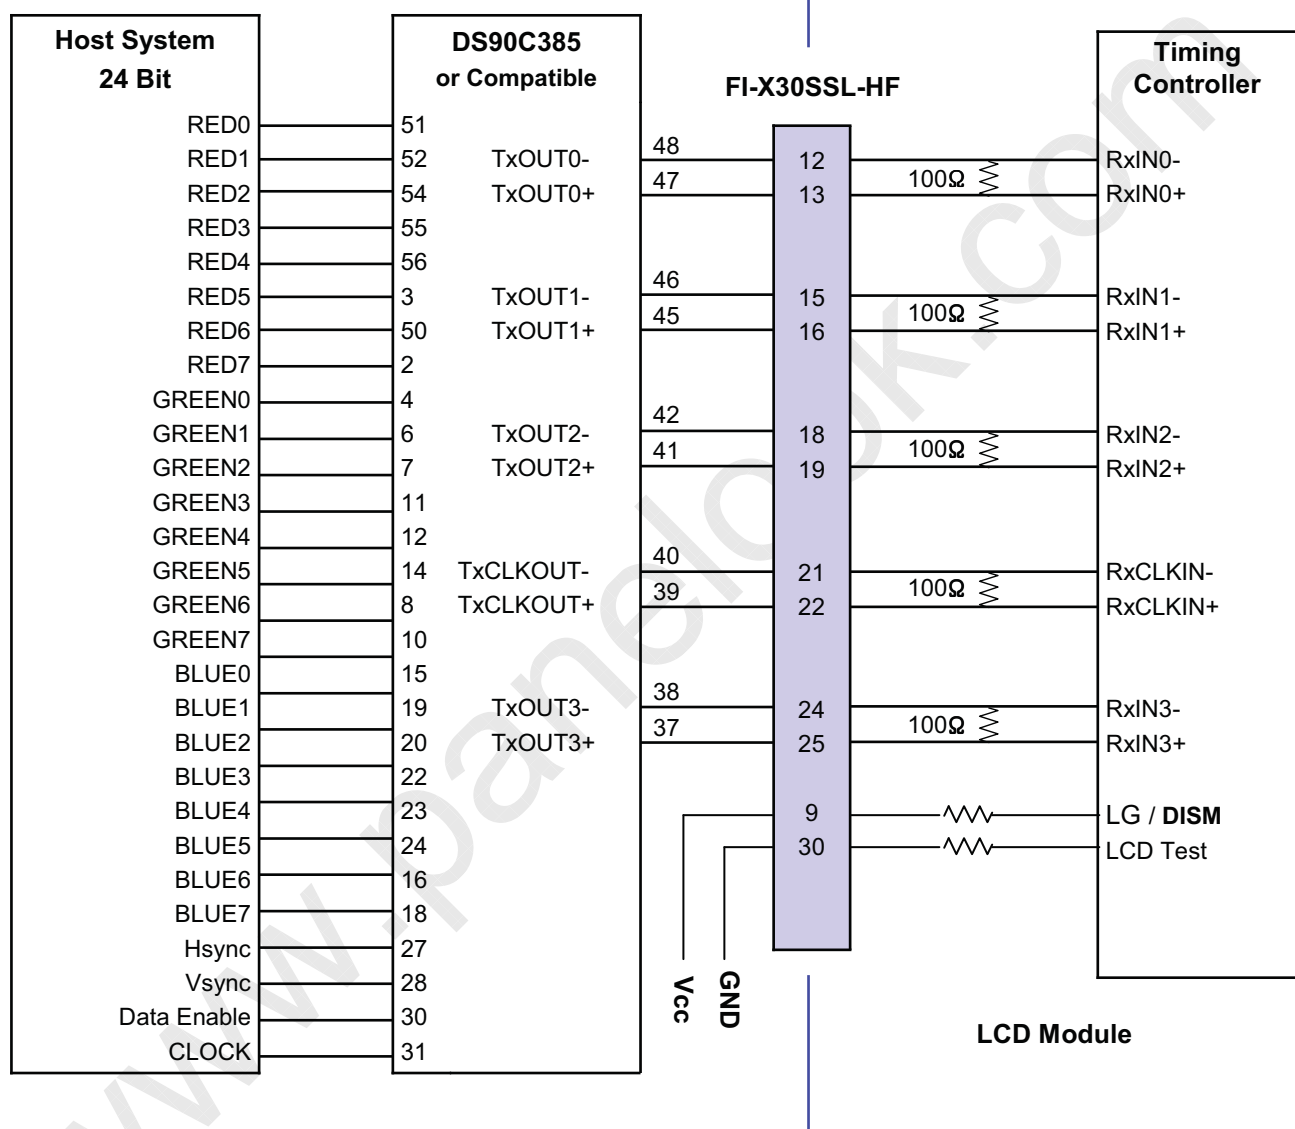 Host System
24 Bit
RED0
RED1
RED2
RED3
RED4
RED5
RED6
RED7
GREEN0
GREEN1
GREEN2
GREEN3
GREEN4
GREEN5
GREEN6
GREEN7
BLUE0
BLUE1
BLUE2
BLUE3
BLUE4
BLUE5
BLUE6
BLUE7
Hsync
Vsync
Data Enable
CLOCK
DS90C385
or Compatible
51
52 TxOUT0-
54 TxOUT0+
55
56
3 TxOUT1-
50 TxOUT1+
2
4
6 TxOUT2-
7 TxOUT2+
11
12
14 TxCLKOUT-
8 TxCLKOUT+
10
15
19 TxOUT3-
20 TxOUT3+
22
23
24
16
18
27
28
30
31
48
47
46
45
42
41
40
39
38
37
Vcc
GND
FI-X30SSL-HF
12
13
15
16
18
19
21
22
24
25
9
30
100Ω
100Ω
100Ω
100Ω
100Ω
Timing
Controller
RxIN0-
RxIN0+
RxIN1-
RxIN1+
RxIN2-
RxIN2+
RxCLKIN-
RxCLKIN+
RxIN3-
RxIN3+
LG / DISM
LCD Test
LCD Module
www.panelook.com